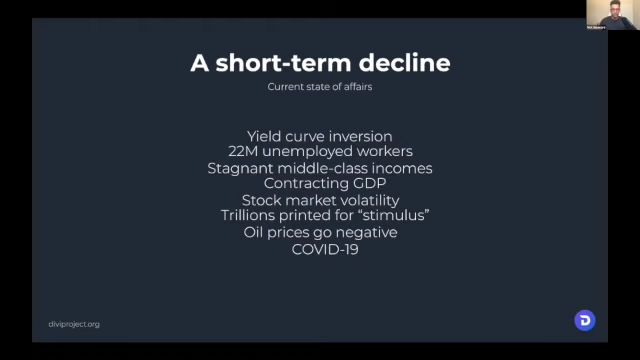 A short-term decline
Current state of affairs
Yield curve inversion
22M unemployed workers
Stagnant middle-class incomes
Contracting GDP
Stock market volatility
Trillions printed for “stimulus”
Oil prices go negative
COVID-19
diviproject.org